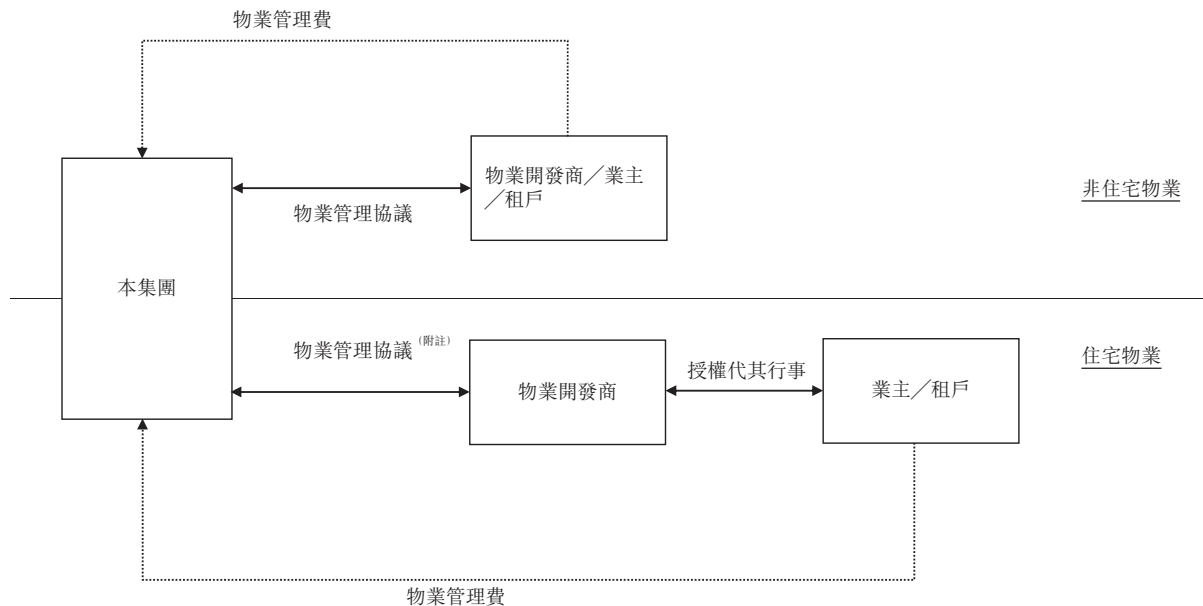 物業管理費
物業開發商／業主
／租戶
非住宅物業
物業管理協議
本集團
物業管理協議(附註)
住宅物業
授權代其行事
物業開發商
業主／租戶
物業管理費